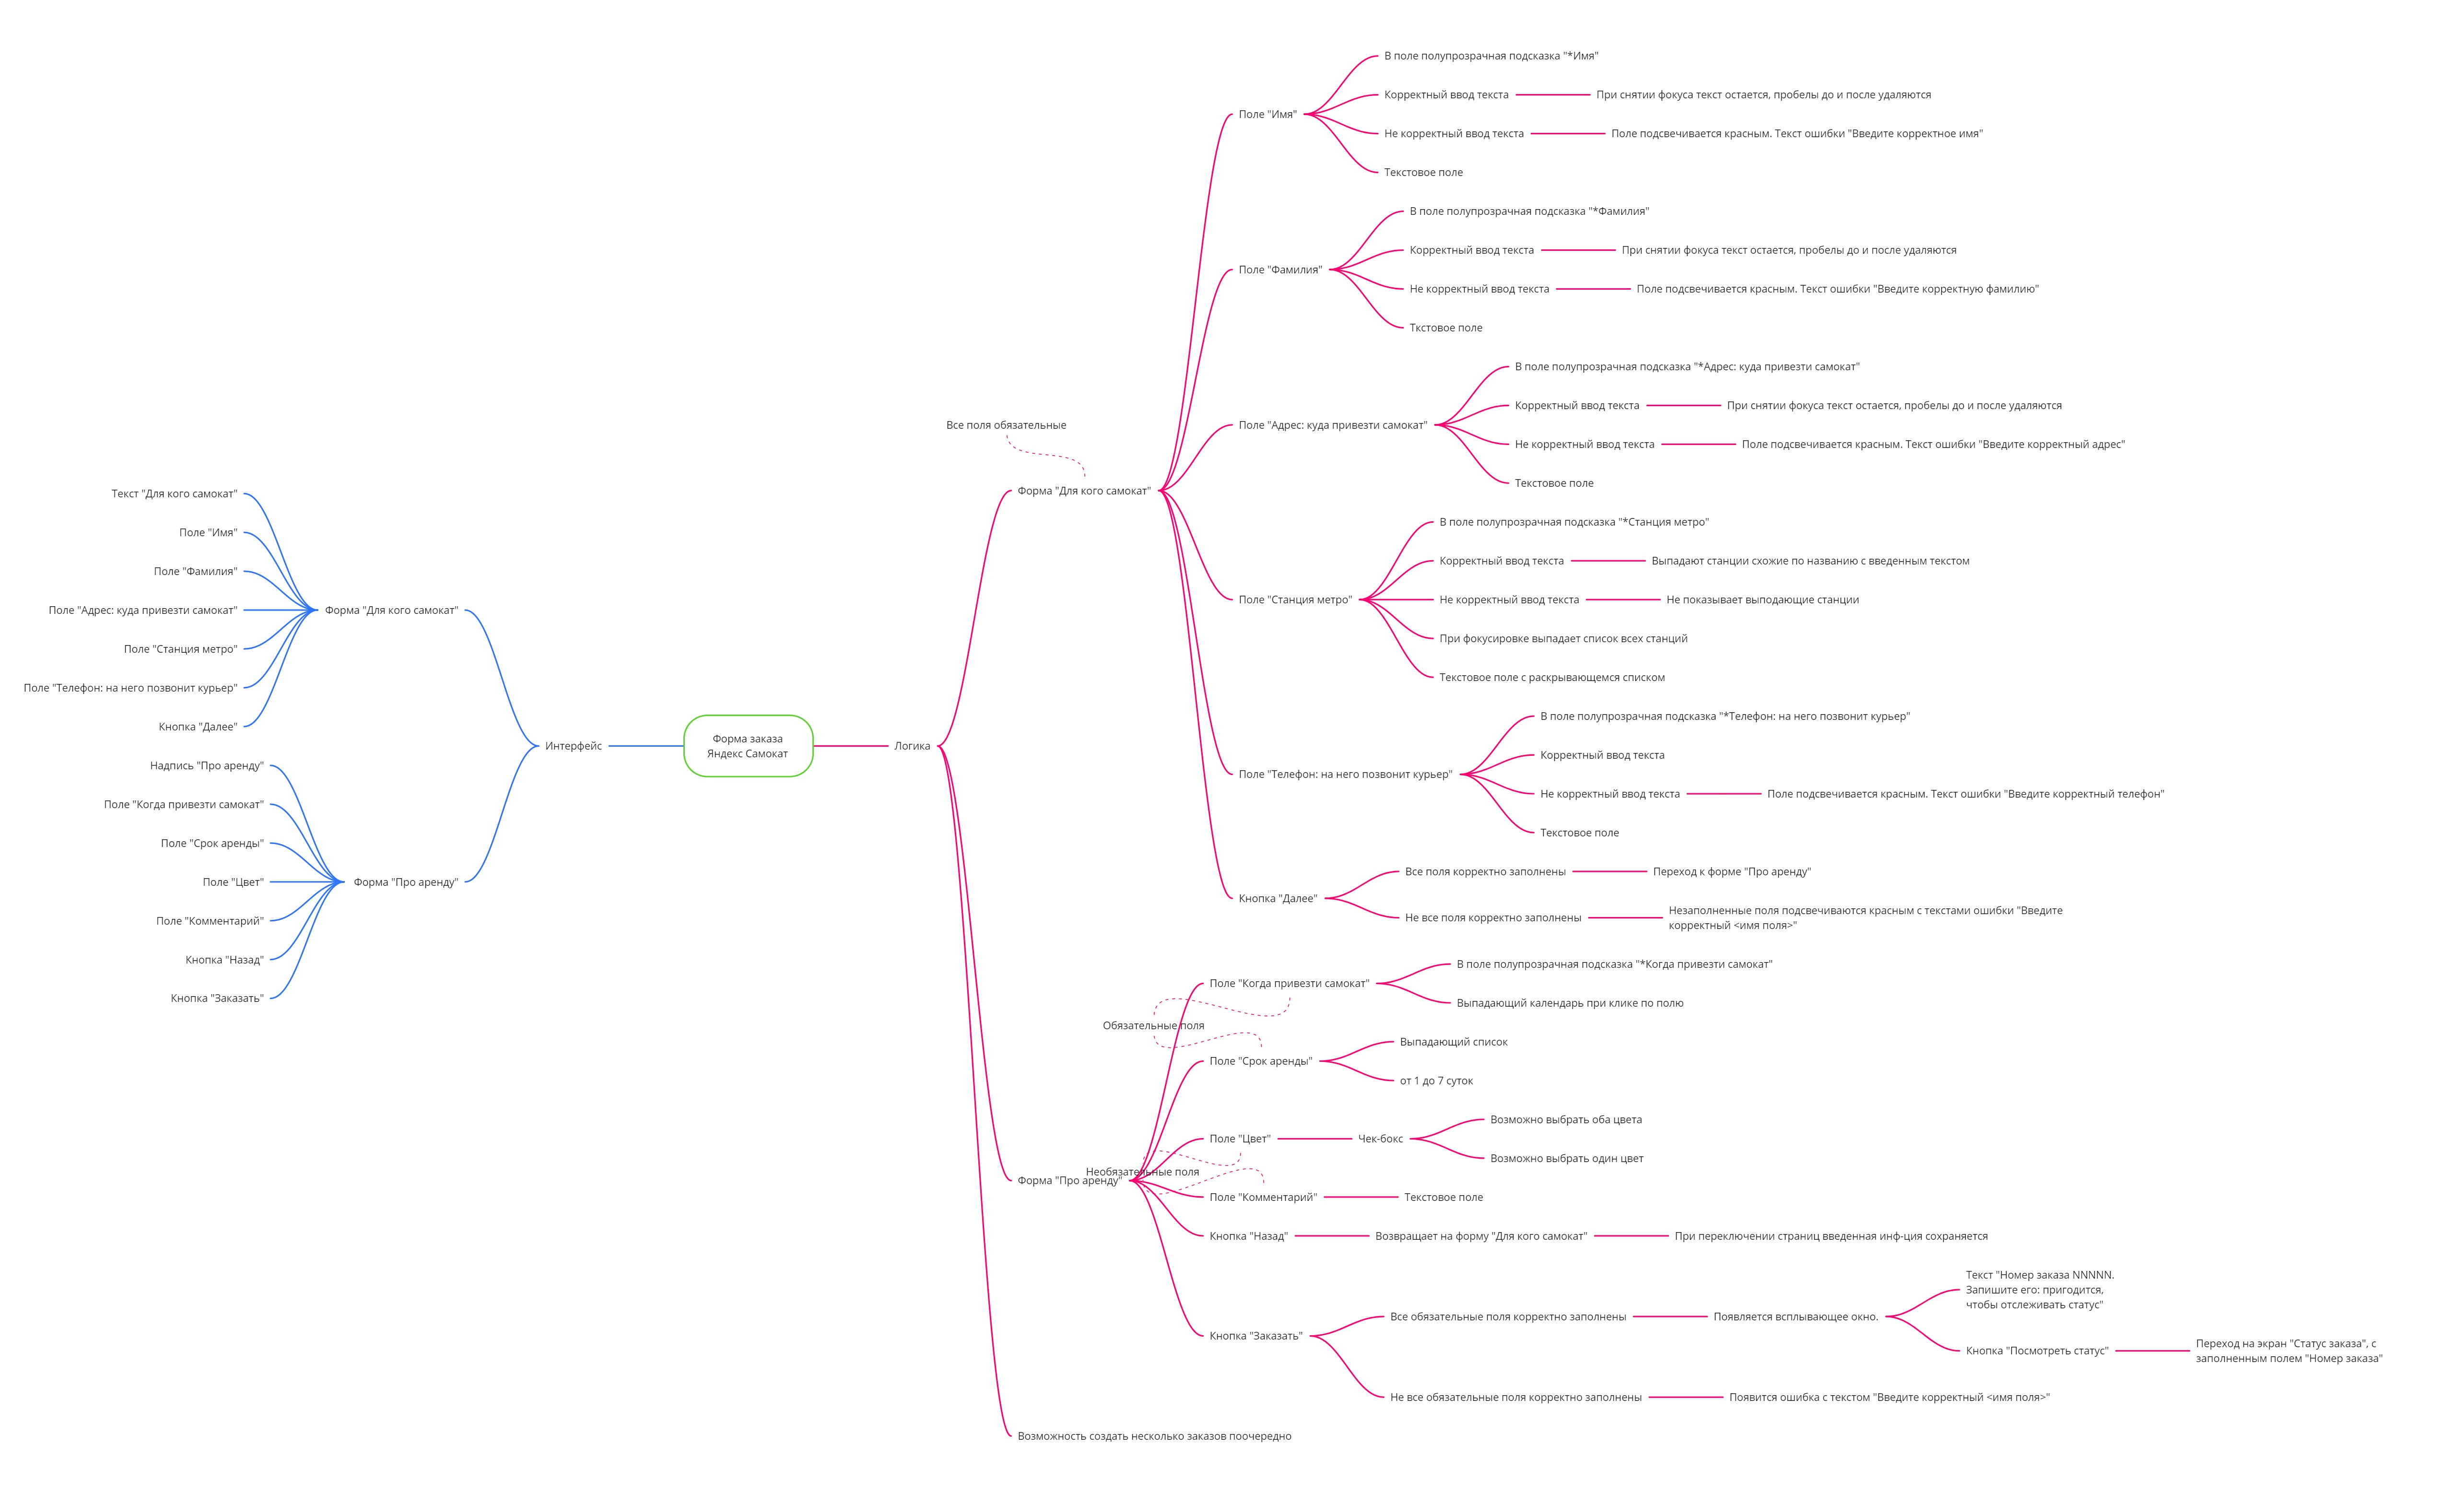 Форма заказа
Яндекс Самокат
Интерфейс
Форма "Для кого самокат"
Текст "Для кого самокат"
Поле "Имя"
Поле "Фамилия"
Поле "Адрес: куда привезти самокат"
Поле "Станция метро"
Поле "Телефон: на него позвонит курьер"
Кнопка "Далее"
Форма "Про аренду"
Надпись "Про аренду"
Поле "Когда привезти самокат"
Поле "Срок аренды"
Поле "Цвет"
Поле "Комментарий"
Кнопка "Назад"
Кнопка "Заказать"
Логика
Все поля обязательные
Форма "Для кого самокат"
Поле "Имя"
В поле полупрозрачная подсказка "*Имя"
Корректный ввод текста
При снятии фокуса текст остается, пробелы до и после удаляются
Не корректный ввод текста
Поле подсвечивается красным. Текст ошибки "Введите корректное имя"
Текстовое поле
Поле "Фамилия"
В поле полупрозрачная подсказка "*Фамилия"
Корректный ввод текста
При снятии фокуса текст остается, пробелы до и после удаляются
Не корректный ввод текста
Поле подсвечивается красным. Текст ошибки "Введите корректную фамилию"
Ткстовое поле
Поле "Адрес: куда привезти самокат"
В поле полупрозрачная подсказка "*Адрес: куда привезти самокат"
Корректный ввод текста
При снятии фокуса текст остается, пробелы до и после удаляются
Не корректный ввод текста
Поле подсвечивается красным. Текст ошибки "Введите корректный адрес"
Текстовое поле
Поле "Станция метро"
В поле полупрозрачная подсказка "*Станция метро"
Корректный ввод текста
Выпадают станции схожие по названию с введенным текстом
Не корректный ввод текста
Не показывает выподающие станции
При фокусировке выпадает список всех станций
Текстовое поле с раскрывающемся списком
Поле "Телефон: на него позвонит курьер"
В поле полупрозрачная подсказка "*Телефон: на него позвонит курьер"
Корректный ввод текста
Не корректный ввод текста
Поле подсвечивается красным. Текст ошибки "Введите корректный телефон"
Текстовое поле
Кнопка "Далее"
Все поля корректно заполнены
Переход к форме "Про аренду"
Не все поля корректно заполнены
Незаполненные поля подсвечиваются красным с текстами ошибки "Введите
корректный <имя поля>"
Форма "Про аренду"
Обязательные поля
Необязательные поля
Поле "Когда привезти самокат"
В поле полупрозрачная подсказка "*Когда привезти самокат"
Выпадающий календарь при клике по полю
Поле "Срок аренды"
Выпадающий список
от 1 до 7 суток
Поле "Цвет"
Чек-бокс
Возможно выбрать оба цвета
Возможно выбрать один цвет
Поле "Комментарий"
Текстовое поле
Кнопка "Назад"
Возвращает на форму "Для кого самокат"
При переключении страниц введенная инф-ция сохраняется
Кнопка "Заказать"
Все обязательные поля корректно заполнены
Появляется всплывающее окно.
Текст "Номер заказа NNNNN.
Запишите его: пригодится,
чтобы отслеживать статус"
Кнопка "Посмотреть статус"
Переход на экран "Статус заказа", с
заполненным полем "Номер заказа"
Не все обязательные поля корректно заполнены
Появится ошибка с текстом "Введите корректный <имя поля>"
Возможность создать несколько заказов поочередно